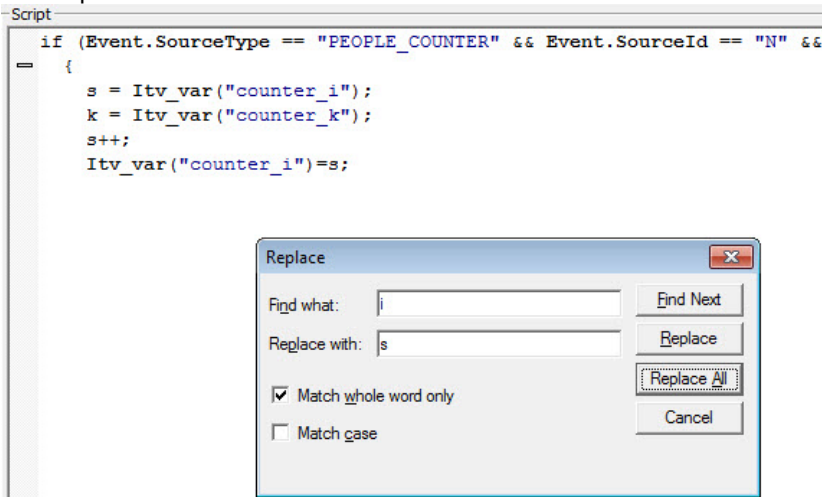 Script
if (Event.SourceType == "PEOPLE_COUNTER" && Event.SourceId == "N" &&
{
s = Itv_var("counter_i");
k = Itv_var("counter_k");
s++;
Itv_var("counter_i")=s;
Replace
Find what: i
Find Next
Replace with: s
Replace
Replace All
Match whole word only
Cancel
Match case